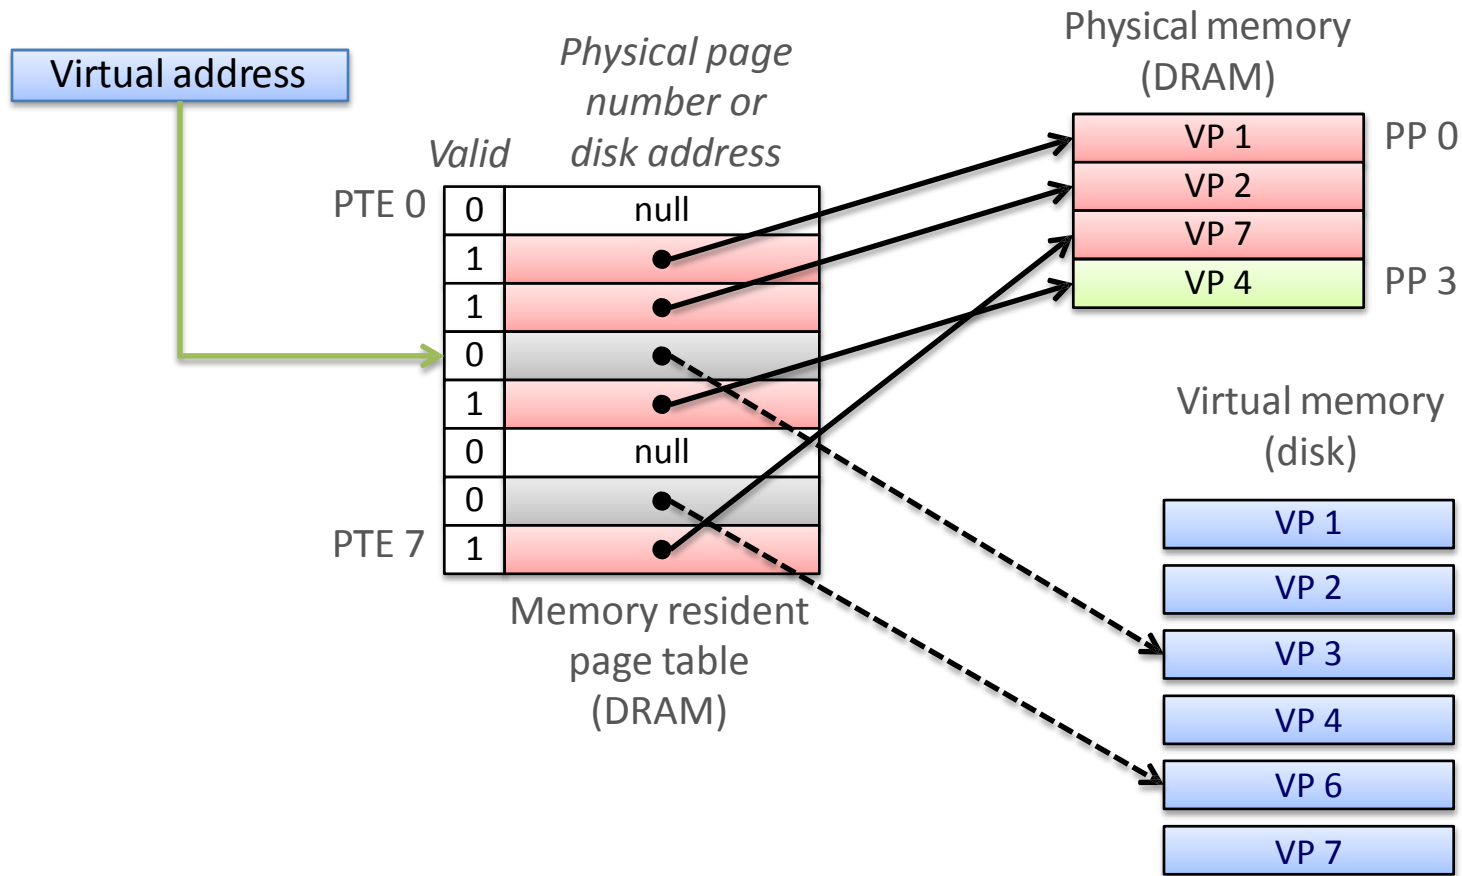 Virtual address
Physical page
number or
disk address
Valid
PTE 0
0
null
1
1
0
1
0
null
0
PTE 7
1
Memory resident
page table
(DRAM)
Physical memory
(DRAM)
VP 1
PP 0
VP 2
VP 7
VP 4
PP 3
Virtual memory
(disk)
VP 1
VP 2
VP 3
VP 4
VP 6
VP 7